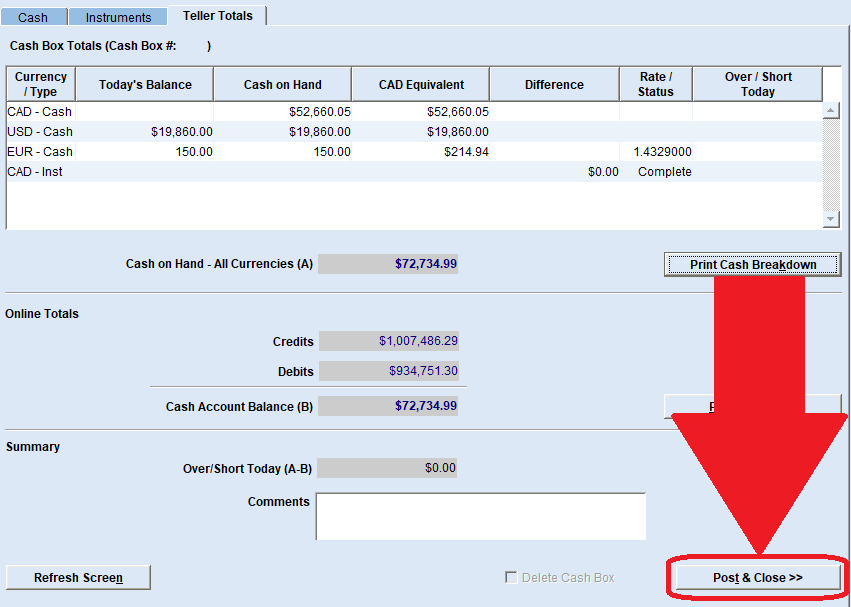 Cash Instruments Teller Totals
Cash Box Totals (Cash Box #: )
Currency / Type Today's Balance Cash on Hand CAD Equivalent Difference Rate / Status Over / Short Today
CAD - Cash $52,660.05 $52,660.05
USD - Cash $19,860.00 $19,860.00 $19,860.00
EUR - Cash 150.00 150.00 $214.94 1.4329000
CAD - Inst $0.00 Complete
Cash on Hand - All Currencies (A) $72,734.99 Print Cash Breakdown
Online Totals
Credits $1,007,486.29
Debits $934,751.30
Cash Account Balance (B) $72,734.99
Summary
Over/Short Today (A-B) $0.00
Comments
Refresh Screen Delete Cash Box Post & Close >>